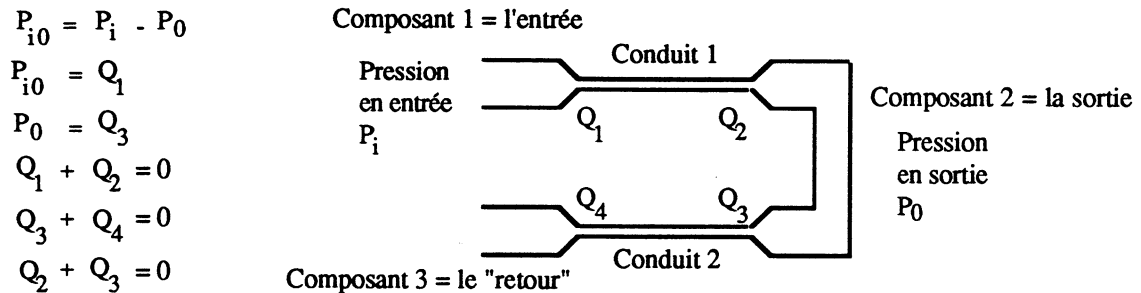 P_i0 = P_i - P_0
P_i0 = Q_1
P_0 = Q_3
Q_1 + Q_2 = 0
Q_3 + Q_4 = 0
Q_2 + Q_3 = 0
Composant 1 = l'entrée
Conduit 1
Pression
en entrée
P_i
Q_1
Q_2
Composant 2 = la sortie
Pression
en sortie
P_0
Q_4
Q_3
Conduit 2
Composant 3 = le "retour"